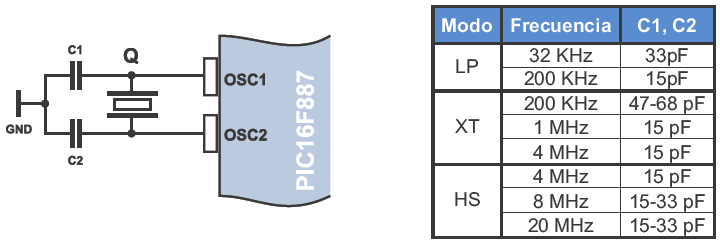 C1
Q
OSC1
GND
OSC2
C2
PIC16F887
Modo Frecuencia C1, C2
LP 32 KHz 33pF
200 KHz 15pF
XT 200 KHz 47-68 pF
1 MHz 15 pF
4 MHz 15 pF
HS 4 MHz 15 pF
8 MHz 15-33 pF
20 MHz 15-33 pF